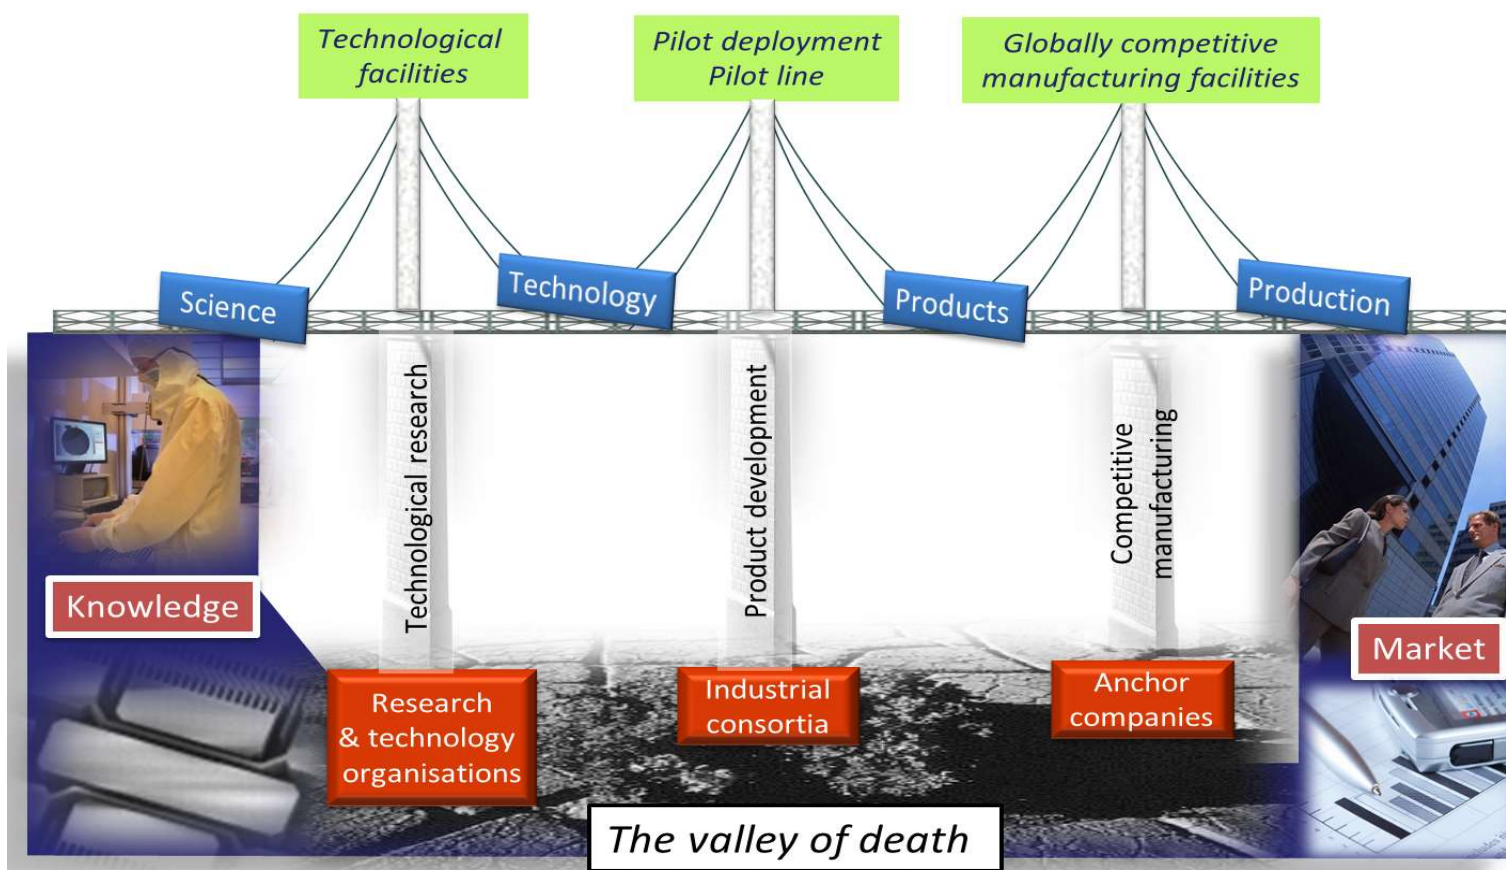 Technological
facilities
Pilot deployment
Pilot line
Globally competitive
manufacturing facilities
Science
Technology
Products
Production
Technological research
Product development
Competitive
manufacturing
Knowledge
Market
Research
& technology
organisations
Industrial
consortia
Anchor
companies
The valley of death